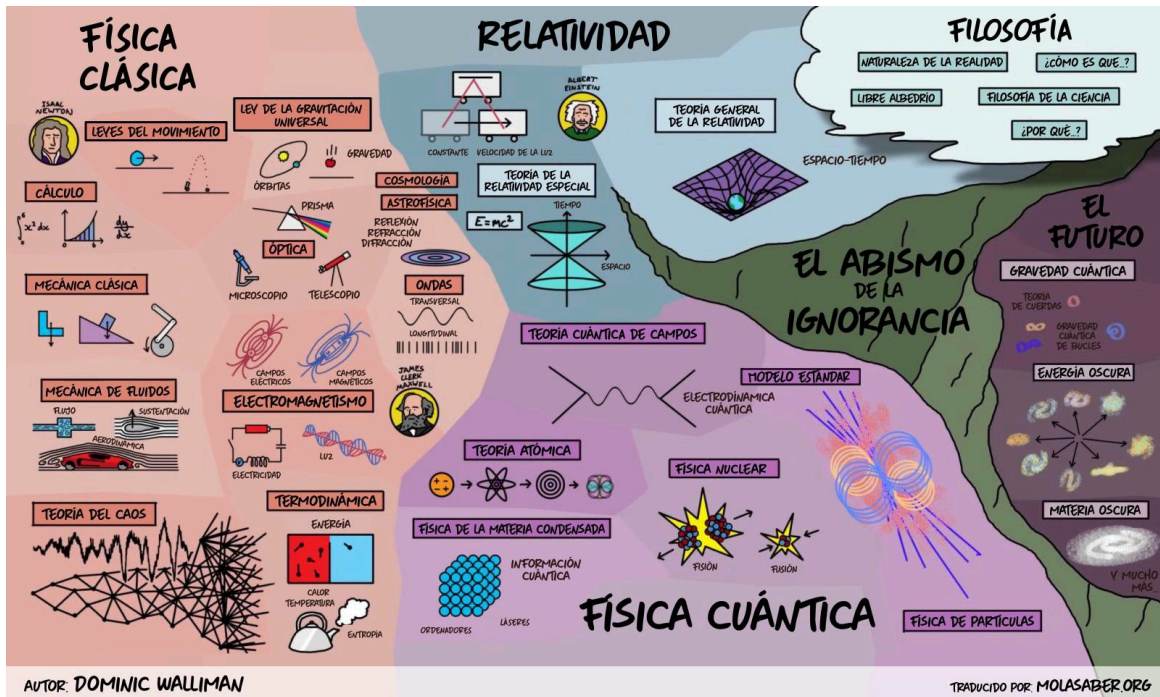 FÍSICA
CLÁSICA
ISAAC
NEWTON
LEYES DEL MOVIMIENTO
LEY DE LA GRAVITACIÓN
UNIVERSAL
GRAVEDAD
ÓRBITAS
CÁLCULO
∫ₐᵇ x² dx
a
b
dy/dx
PRISMA
ÓPTICA
MICROSCOPIO
TELESCOPIO
COSMOLOGÍA
ASTROFÍSICA
REFLEXIÓN
REFRACCIÓN
DIFRACCIÓN
ONDAS
TRANSVERSAL
LONGITUDINAL
MECÁNICA CLÁSICA
CAMPOS
ELÉCTRICOS
CAMPOS
MAGNÉTICOS
JAMES
CLERK
MAXWELL
MECÁNICA DE FLUIDOS
FLUJO
SUSTENTACIÓN
AERODINÁMICA
ELECTROMAGNETISMO
ELECTRICIDAD
LUZ
TEORÍA DEL CAOS
TERMODINÁMICA
ENERGÍA
CALOR
TEMPERATURA
ENTROPÍA
RELATIVIDAD
ALBERT
EINSTEIN
CONSTANTE VELOCIDAD DE LA LUZ
TEORÍA DE LA
RELATIVIDAD ESPECIAL
E=mc²
TIEMPO
ESPACIO
TEORÍA GENERAL
DE LA RELATIVIDAD
ESPACIO-TIEMPO
FILOSOFÍA
NATURALEZA DE LA REALIDAD
¿CÓMO ES QUE..?
LIBRE ALBEDRÍO
FILOSOFÍA DE LA CIENCIA
¿POR QUÉ..?
EL ABISMO
DE LA
IGNORANCIA
EL
FUTURO
GRAVEDAD CUÁNTICA
TEORÍA
DE CUERDAS
GRAVEDAD
CUÁNTICA
DE BUCLES
ENERGÍA OSCURA
MATERIA OSCURA
Y MUCHO
MÁS...
TEORÍA CUÁNTICA DE CAMPOS
ELECTRODINÁMICA
CUÁNTICA
MODELO ESTÁNDAR
TEORÍA ATÓMICA
FÍSICA NUCLEAR
FISIÓN
FUSIÓN
FÍSICA DE LA MATERIA CONDENSADA
INFORMACIÓN
CUÁNTICA
ORDENADORES
LÁSERES
FÍSICA CUÁNTICA
FÍSICA DE PARTÍCULAS
AUTOR: DOMINIC WALLIMAN
TRADUCIDO POR: MOLASABER.ORG